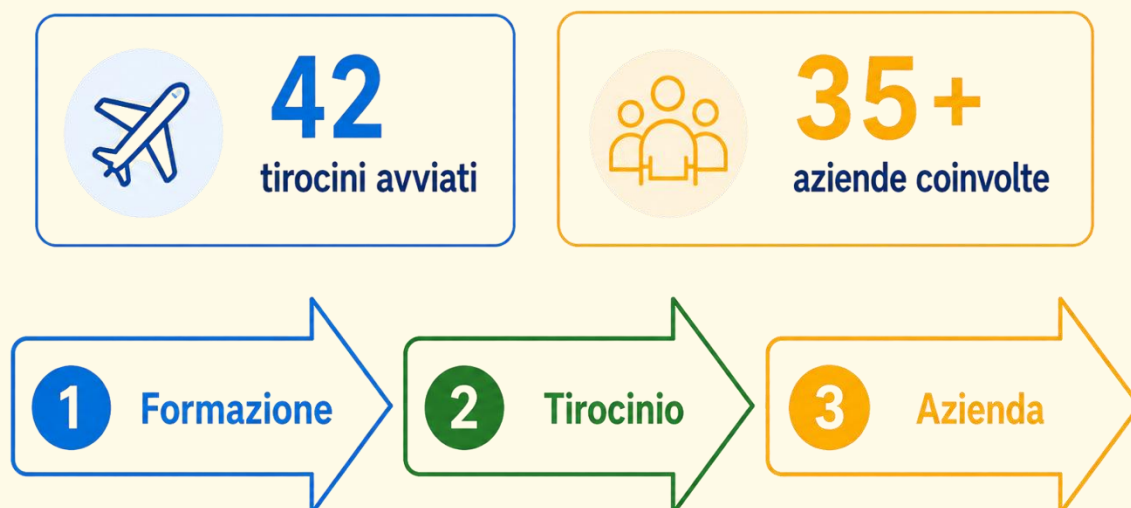 42
tirocini avviati
35+
aziende coinvolte
1 Formazione
2 Tirocinio
3 Azienda